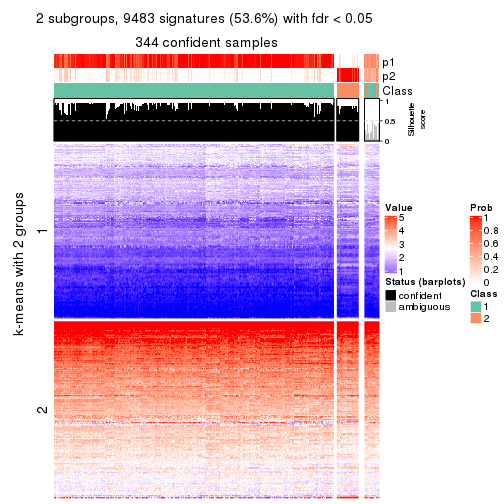 2 subgroups, 9483 signatures (53.6%) with fdr < 0.05
344 confident samples
p1
p2
Class
1
0.5
0
Silhouette
score
k-means with 2 groups
1
2
Value
5
4
3
2
1
Status (barplots)
confident
ambiguous
Prob
1
0.8
0.6
0.4
0.2
0
Class
1
2